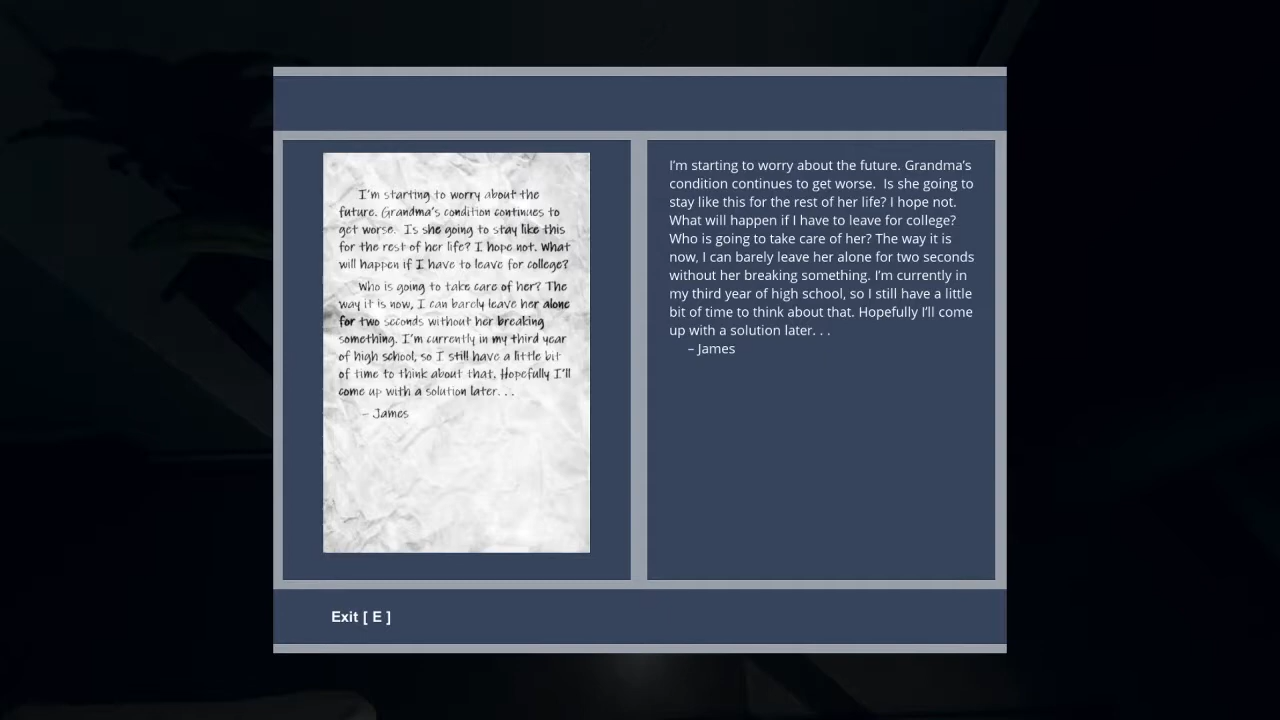 I'm starting to worry about the
future. Grandma's condition continues to
get worse.  Is she going to stay like this
for the rest of her life? I hope not. What
will happen if I have to leave for college?
Who is going to take care of her? The
way it is now, I can barely leave her alone
for two seconds without her breaking
something. I'm currently in my third year
of high school, so I still have a little bit
of time to think about that. Hopefully I'll
come up with a solution later. . .
– James
I'm starting to worry about the future. Grandma's
condition continues to get worse.  Is she going to
stay like this for the rest of her life? I hope not.
What will happen if I have to leave for college?
Who is going to take care of her? The way it is
now, I can barely leave her alone for two seconds
without her breaking something. I'm currently in
my third year of high school, so I still have a little
bit of time to think about that. Hopefully I'll come
up with a solution later. . .
– James
Exit [ E ]